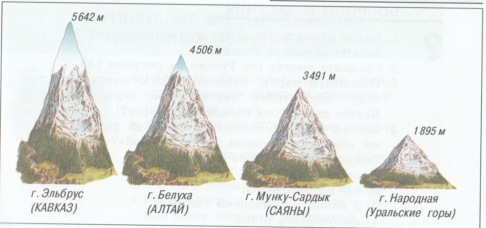 5642 м
4506 м
3491 м
1895 м
г. Эльбрус
(КАВКАЗ)
г. Белуха
(АЛТАЙ)
г. Мунку-Сардык
(САЯНЫ)
г. Народная
(Уральские горы)